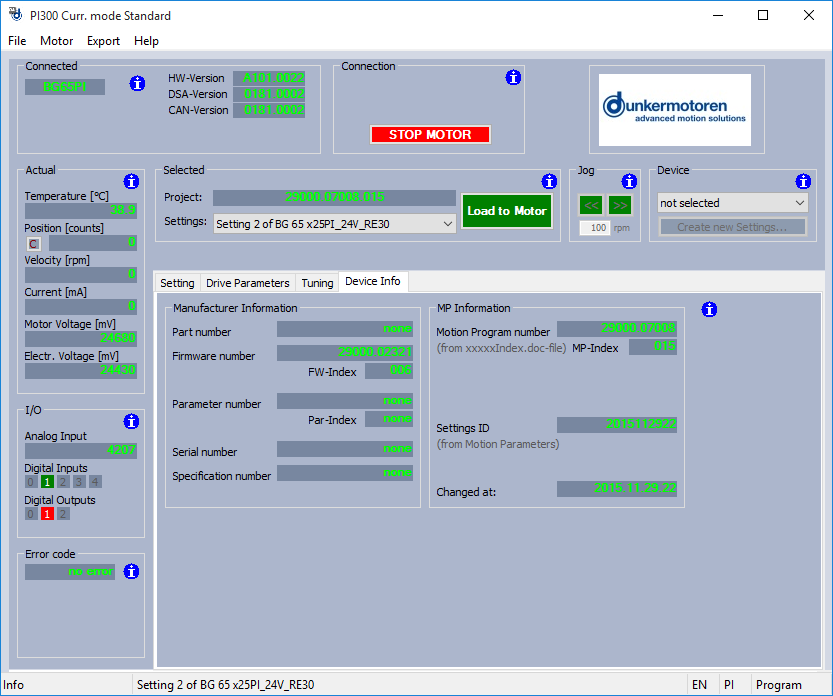 PI300 Curr. mode Standard
File Motor Export Help
Connected
BG65PI
HW-Version A101.0022
DSA-Version 0181.0002
CAN-Version 0181.0002
Connection
STOP MOTOR
dunkermotoren
advanced motion solutions
Actual
Temperature [°C]
38.9
Position [counts]
C 0
Velocity [rpm]
0
Current [mA]
0
Motor Voltage [mV]
24680
Electr. Voltage [mV]
24430
Selected
Project: 29000.07008.015
Settings: Setting 2 of BG 65 x25PI_24V_RE30
Load to Motor
Jog
<< >>
100 rpm
Device
not selected
Create new Settings...
Setting Drive Parameters Tuning Device Info
Manufacturer Information
Part number none
Firmware number 29000.02321
FW-Index 006
Parameter number none
Par-Index none
Serial number none
Specification number none
MP Information
Motion Program number 29000.07008
(from xxxxxIndex.doc-file) MP-Index 015
Settings ID
(from Motion Parameters)
Changed at: 2015.11.29.22
I/O
Analog Input
4207
Digital Inputs
0 1 2 3 4
Digital Outputs
0 1 2
Error code
no error
Info Setting 2 of BG 65 x25PI_24V_RE30 EN PI Program